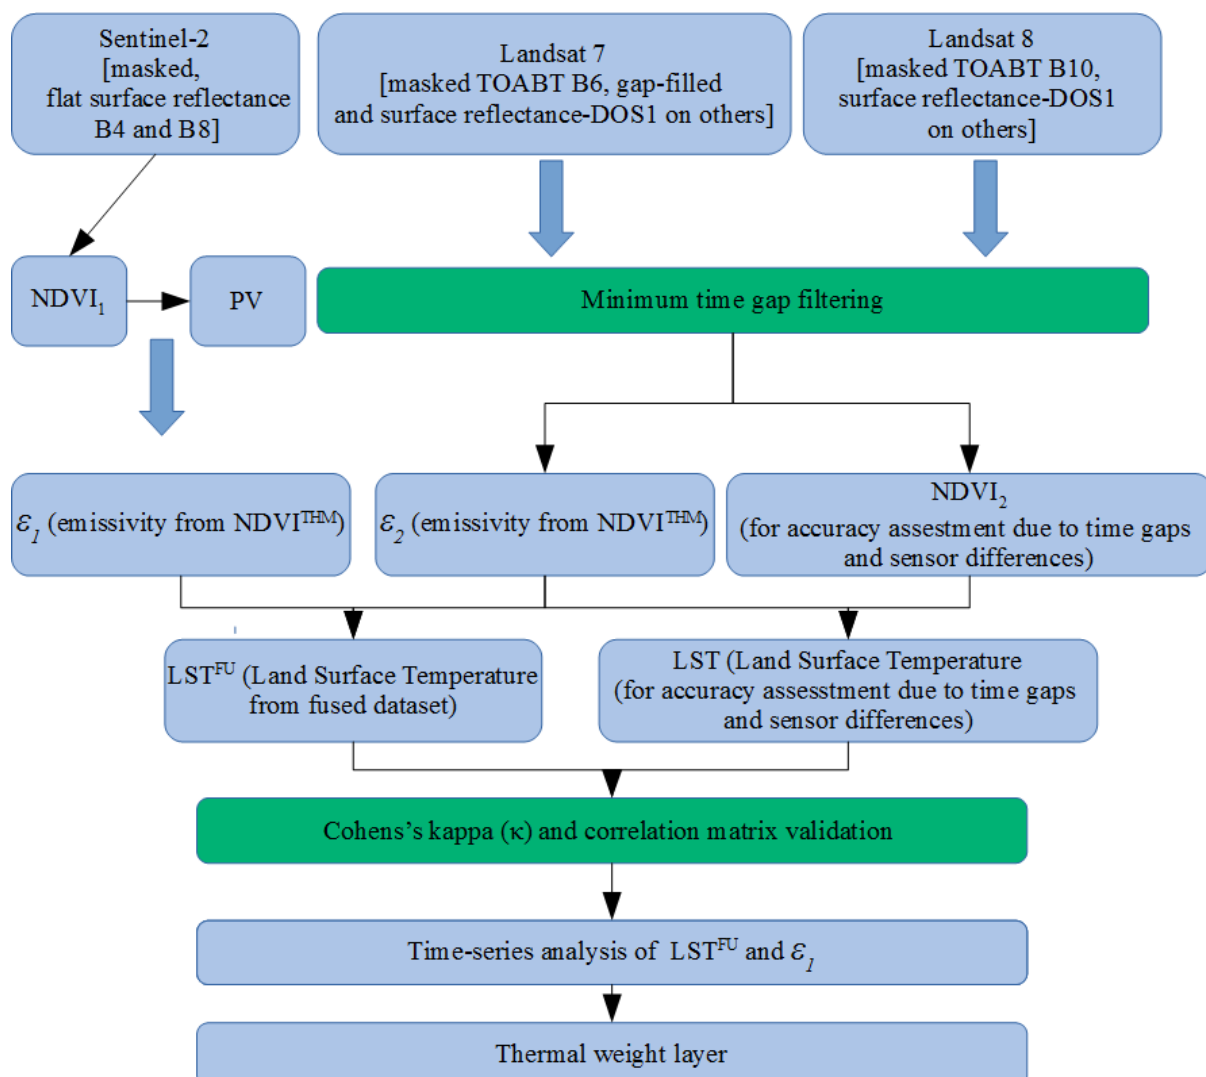 Sentinel-2
[masked,
flat surface reflectance
B4 and B8]
Landsat 7
[masked TOABT B6, gap-filled
and surface reflectance-DOS1 on others]
Landsat 8
[masked TOABT B10,
surface reflectance-DOS1
on others]
NDVI₁
PV
Minimum time gap filtering
ε₁ (emissivity from NDVIᵀᴴᴹ)
ε₂ (emissivity from NDVIᵀᴴᴹ)
NDVI₂
(for accuracy assestment due to time gaps
and sensor differences)
LSTᶠᵁ (Land Surface Temperature
from fused dataset)
LST (Land Surface Temperature
(for accuracy assesstment due to time gaps
and sensor differences)
Cohens's kappa (κ) and correlation matrix validation
Time-series analysis of LSTᶠᵁ and ε₁
Thermal weight layer